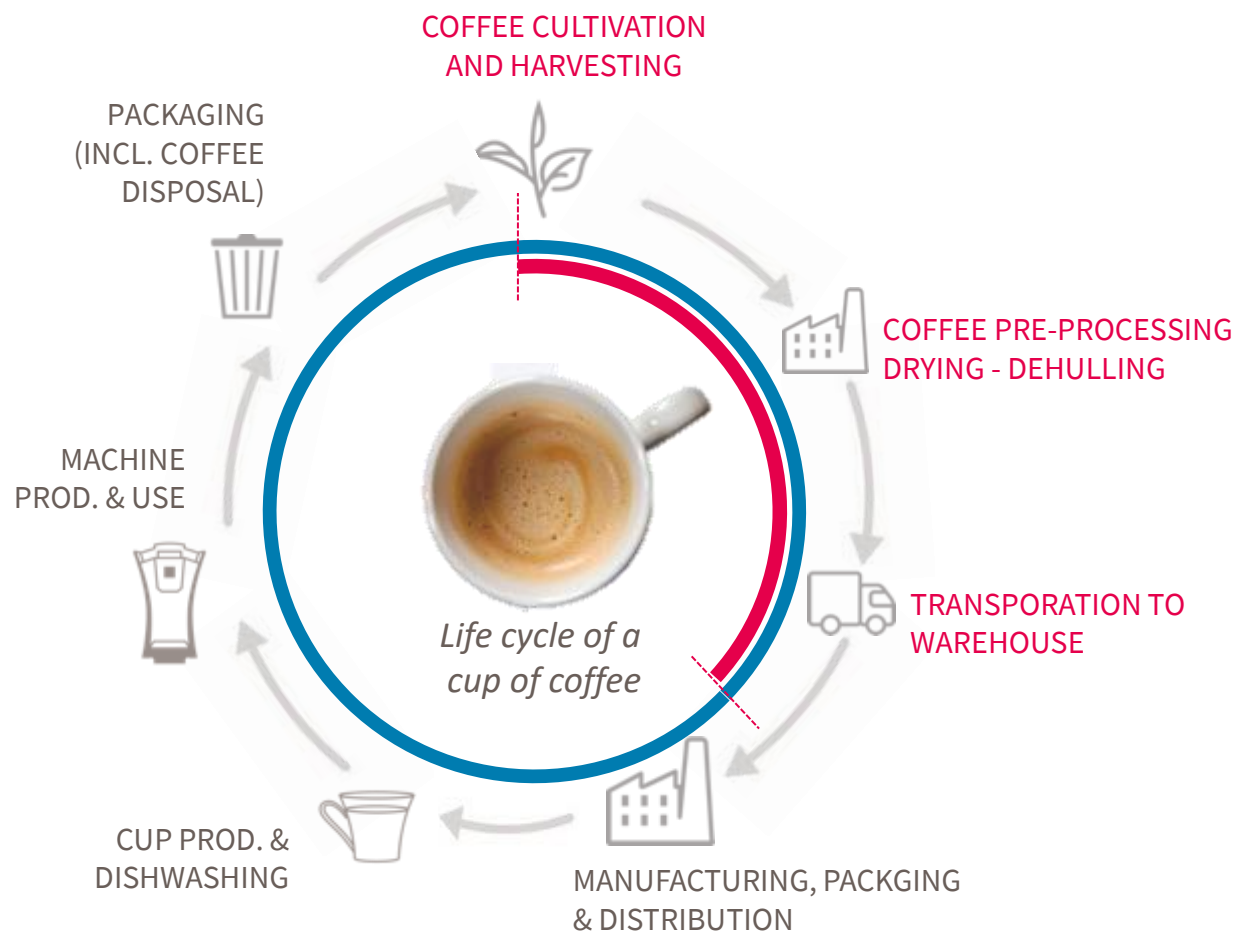 COFFEE CULTIVATION
AND HARVESTING
COFFEE PRE-PROCESSING
DRYING - DEHULLING
TRANSPORATION TO
WAREHOUSE
MANUFACTURING, PACKGING
& DISTRIBUTION
CUP PROD. &
DISHWASHING
MACHINE
PROD. & USE
PACKAGING
(INCL. COFFEE
DISPOSAL)
Life cycle of a
cup of coffee